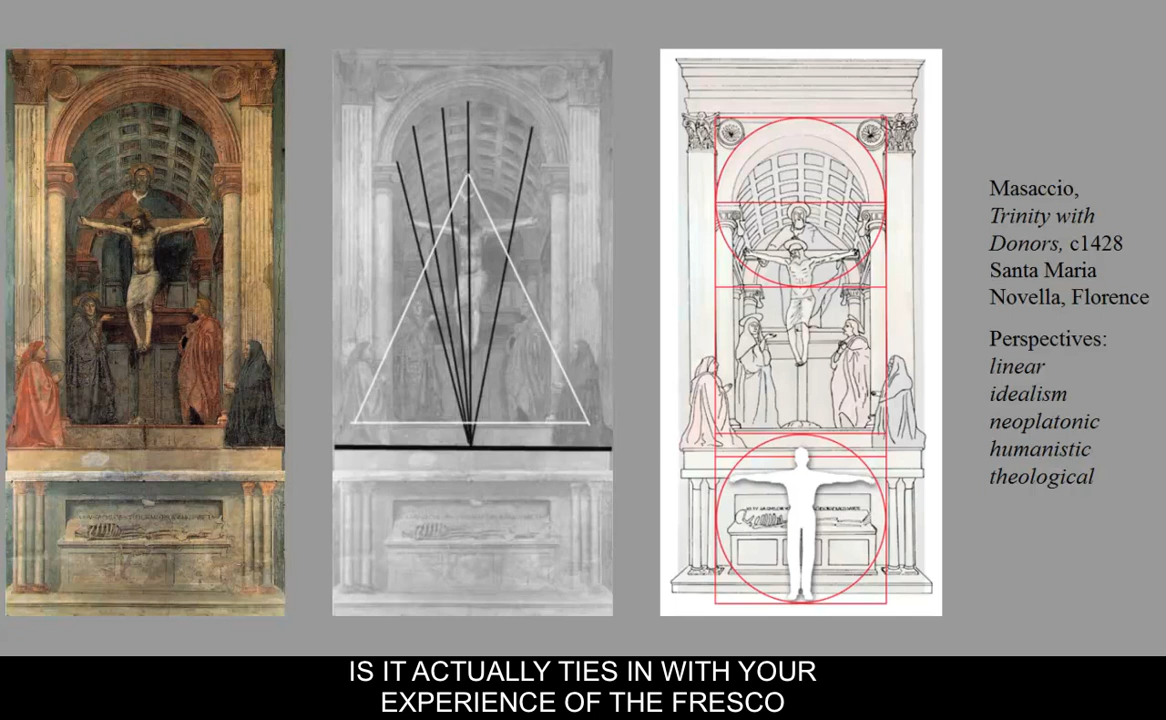 Masaccio,
Trinity with
Donors, c1428
Santa Maria
Novella, Florence
Perspectives:
linear
idealism
neoplatonic
humanistic
theological
IS IT ACTUALLY TIES IN WITH YOUR
EXPERIENCE OF THE FRESCO